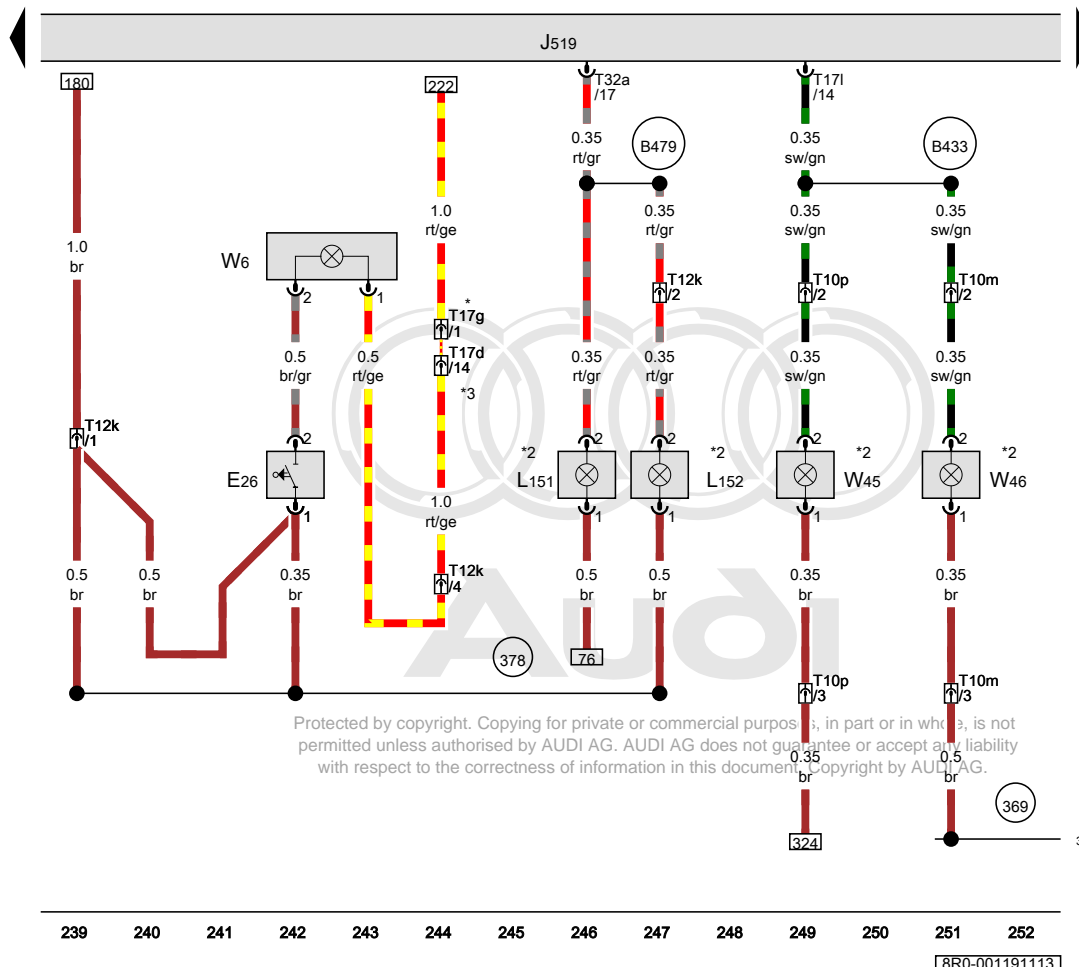 J519
180
222
T32a
/17
T17l
/14
0.35
rt/gr
B479
0.35
sw/gn
B433
1.0
br
1.0
rt/ge
0.35
rt/gr
0.35
sw/gn
0.35
sw/gn
W6
2
1
*
T17g
/1
T12k
/2
T10p
/2
T10m
/2
0.5
br/gr
0.5
rt/ge
T17d
/14
*3
0.35
rt/gr
0.35
rt/gr
0.35
sw/gn
0.35
sw/gn
T12k
/1
2
2
2
2
2
*2
*2
*2
*2
E26
L151
L152
W45
W46
1
1
1
1
1
1.0
rt/ge
0.5
br
0.5
br
0.35
br
T12k
/4
0.5
br
0.5
br
0.35
br
0.35
br
378
76
Audi
T10p
/3
T10m
/3
Protected by copyright. Copying for private or commercial purposes, in part or in whole, is not
permitted unless authorised by AUDI AG. AUDI AG does not guarantee or accept any liability
with respect to the correctness of information in this document. Copyright by AUDI AG.
0.35
br
0.5
br
369
324
239 240 241 242 243 244 245 246 247 248 249 250 251 252
8R0-001191113